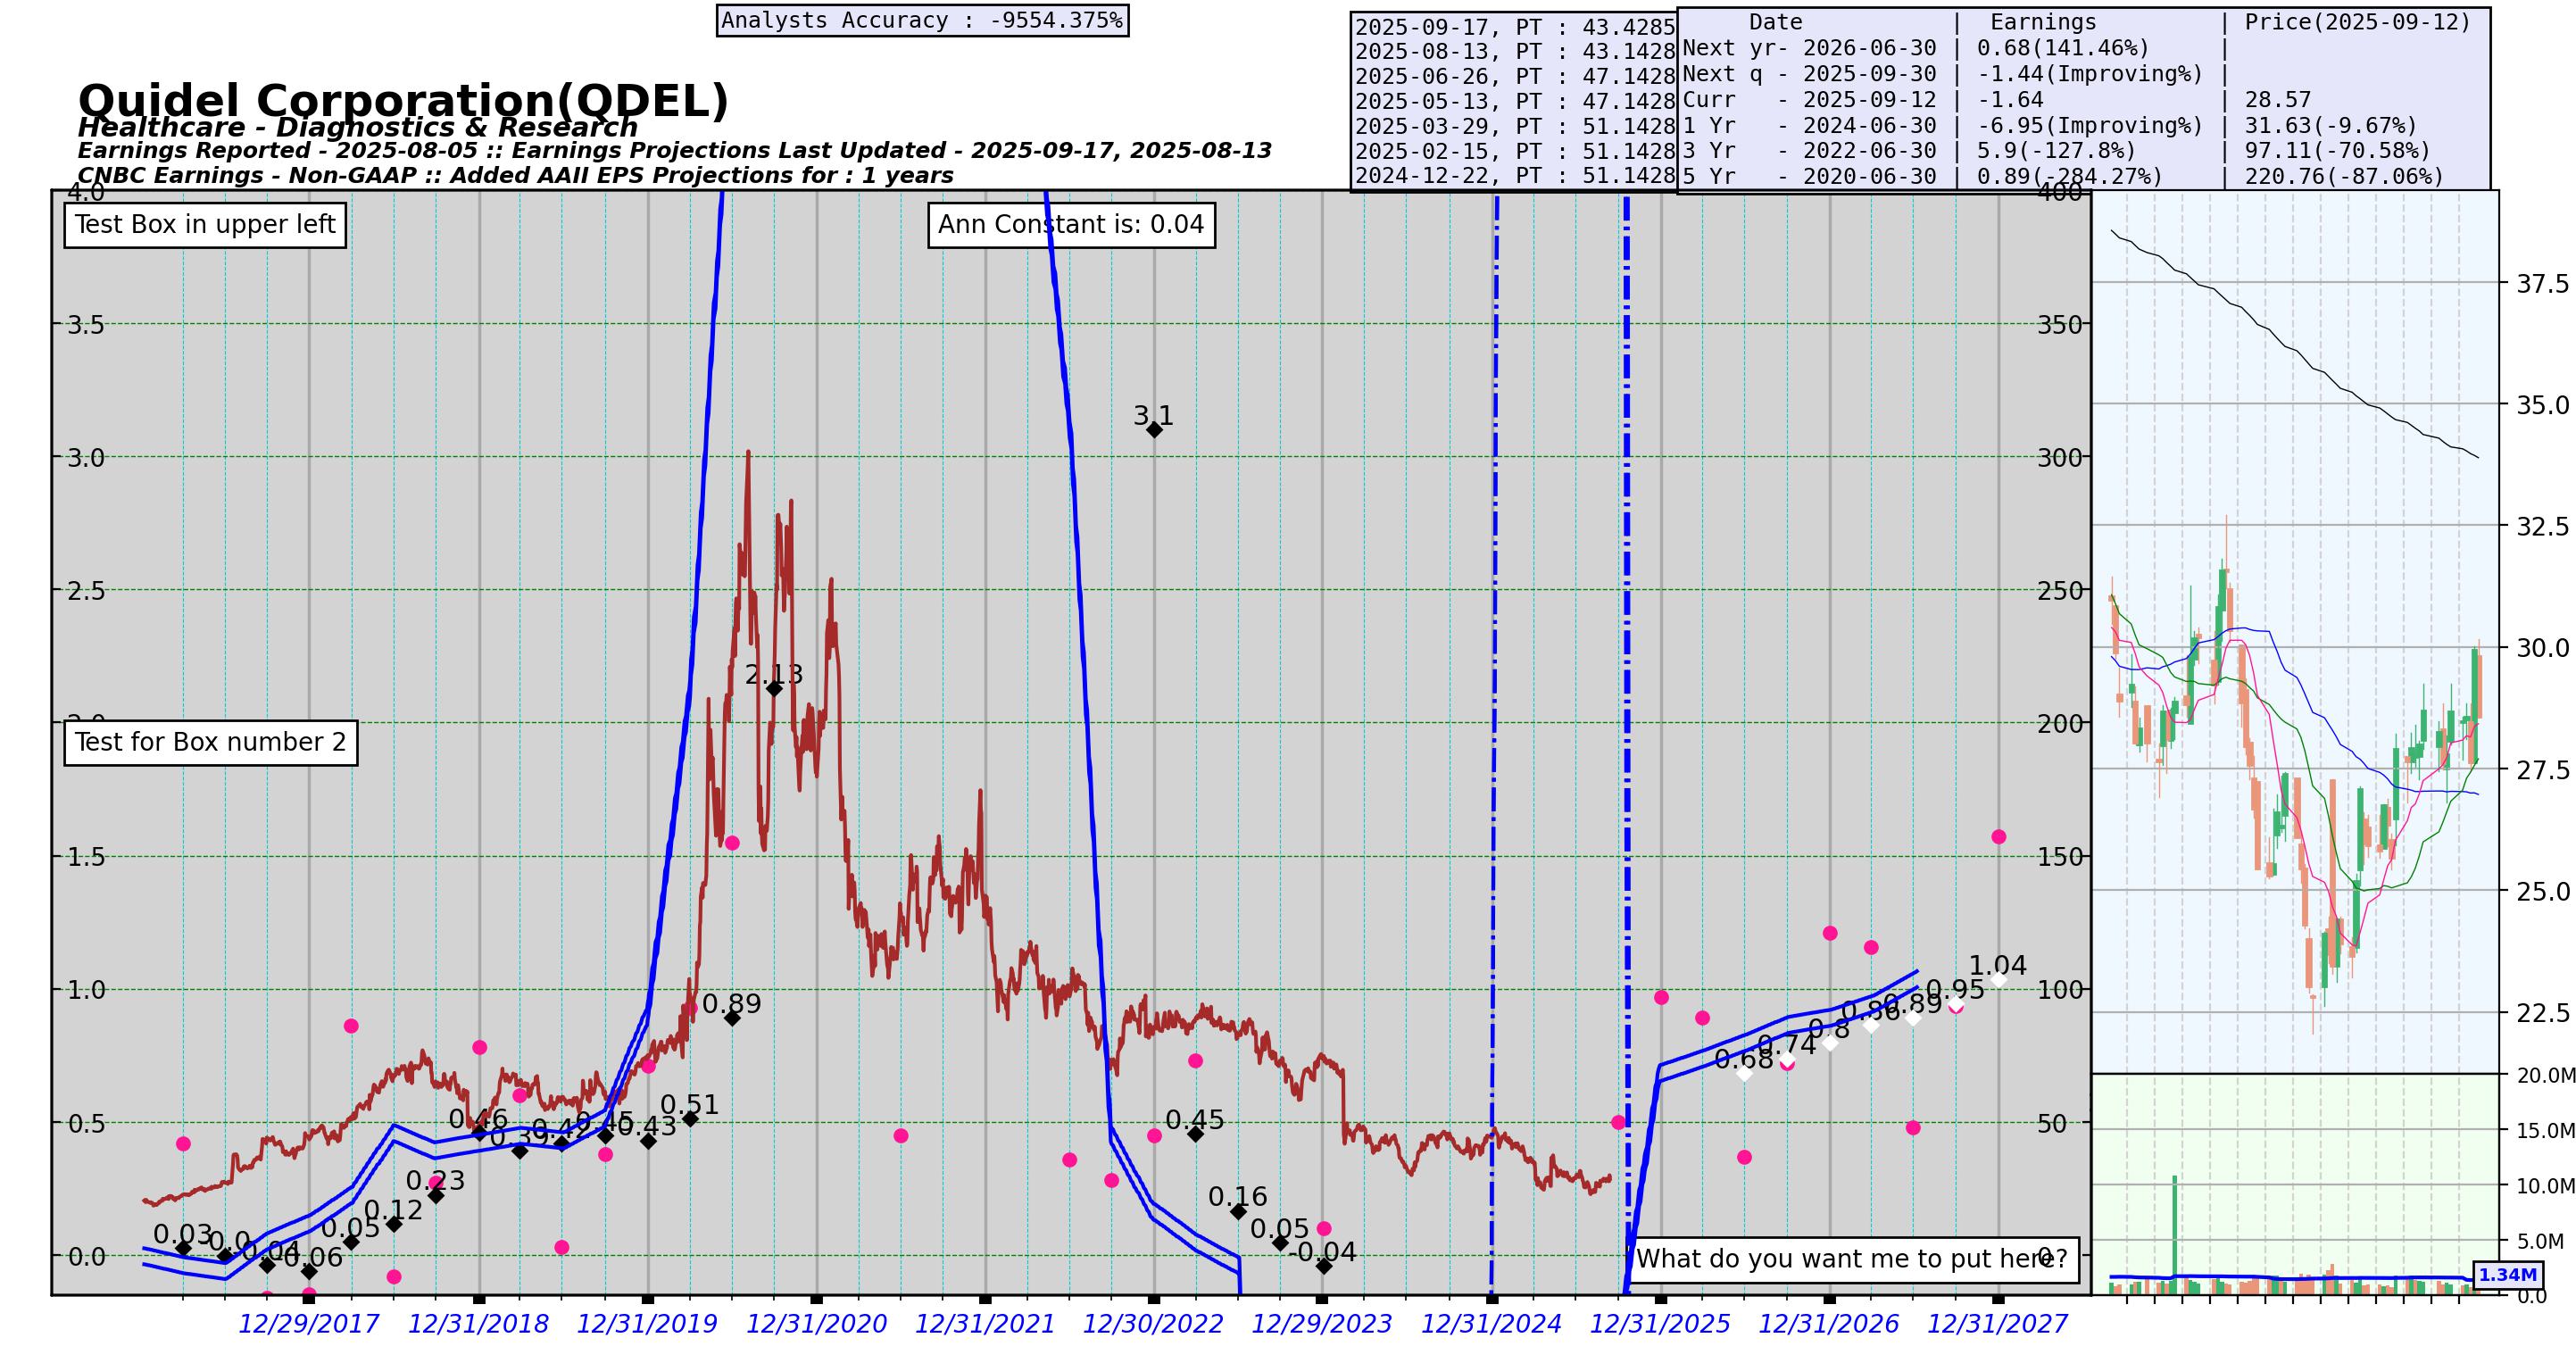 Analysts Accuracy : -9554.375%
2025-09-17, PT : 43.4285
2025-08-13, PT : 43.1428
2025-06-26, PT : 47.1428
2025-05-13, PT : 47.1428
2025-03-29, PT : 51.1428
2025-02-15, PT : 51.1428
2024-12-22, PT : 51.1428
Date | Earnings | Price(2025-09-12)
Next yr- 2026-06-30 | 0.68(141.46%) |
Next q - 2025-09-30 | -1.44(Improving%) |
Curr - 2025-09-12 | -1.64 | 28.57
1 Yr - 2024-06-30 | -6.95(Improving%) | 31.63(-9.67%)
3 Yr - 2022-06-30 | 5.9(-127.8%) | 97.11(-70.58%)
5 Yr - 2020-06-30 | 0.89(-284.27%) | 220.76(-87.06%)
Quidel Corporation(QDEL)
Healthcare - Diagnostics & Research
Earnings Reported - 2025-08-05 :: Earnings Projections Last Updated - 2025-09-17, 2025-08-13
CNBC Earnings - Non-GAAP :: Added AAII EPS Projections for : 1 years
Test Box in upper left
Ann Constant is: 0.04
Test for Box number 2
What do you want me to put here?
4.0
3.5
3.0
2.5
2.0
1.5
1.0
0.5
0.0
400
350
300
250
200
150
100
50
0
37.5
35.0
32.5
30.0
27.5
25.0
22.5
20.0M
15.0M
10.0M
5.0M
1.34M
0.0
0.03
0.0
-0.04
-0.06
0.05
0.12
0.23
0.46
0.39
0.42
0.45
0.43
0.51
0.89
2.13
3.1
0.45
0.16
0.05
-0.04
0.68
0.74
0.8
0.86
0.89
0.95
1.04
12/29/2017
12/31/2018
12/31/2019
12/31/2020
12/31/2021
12/30/2022
12/29/2023
12/31/2024
12/31/2025
12/31/2026
12/31/2027